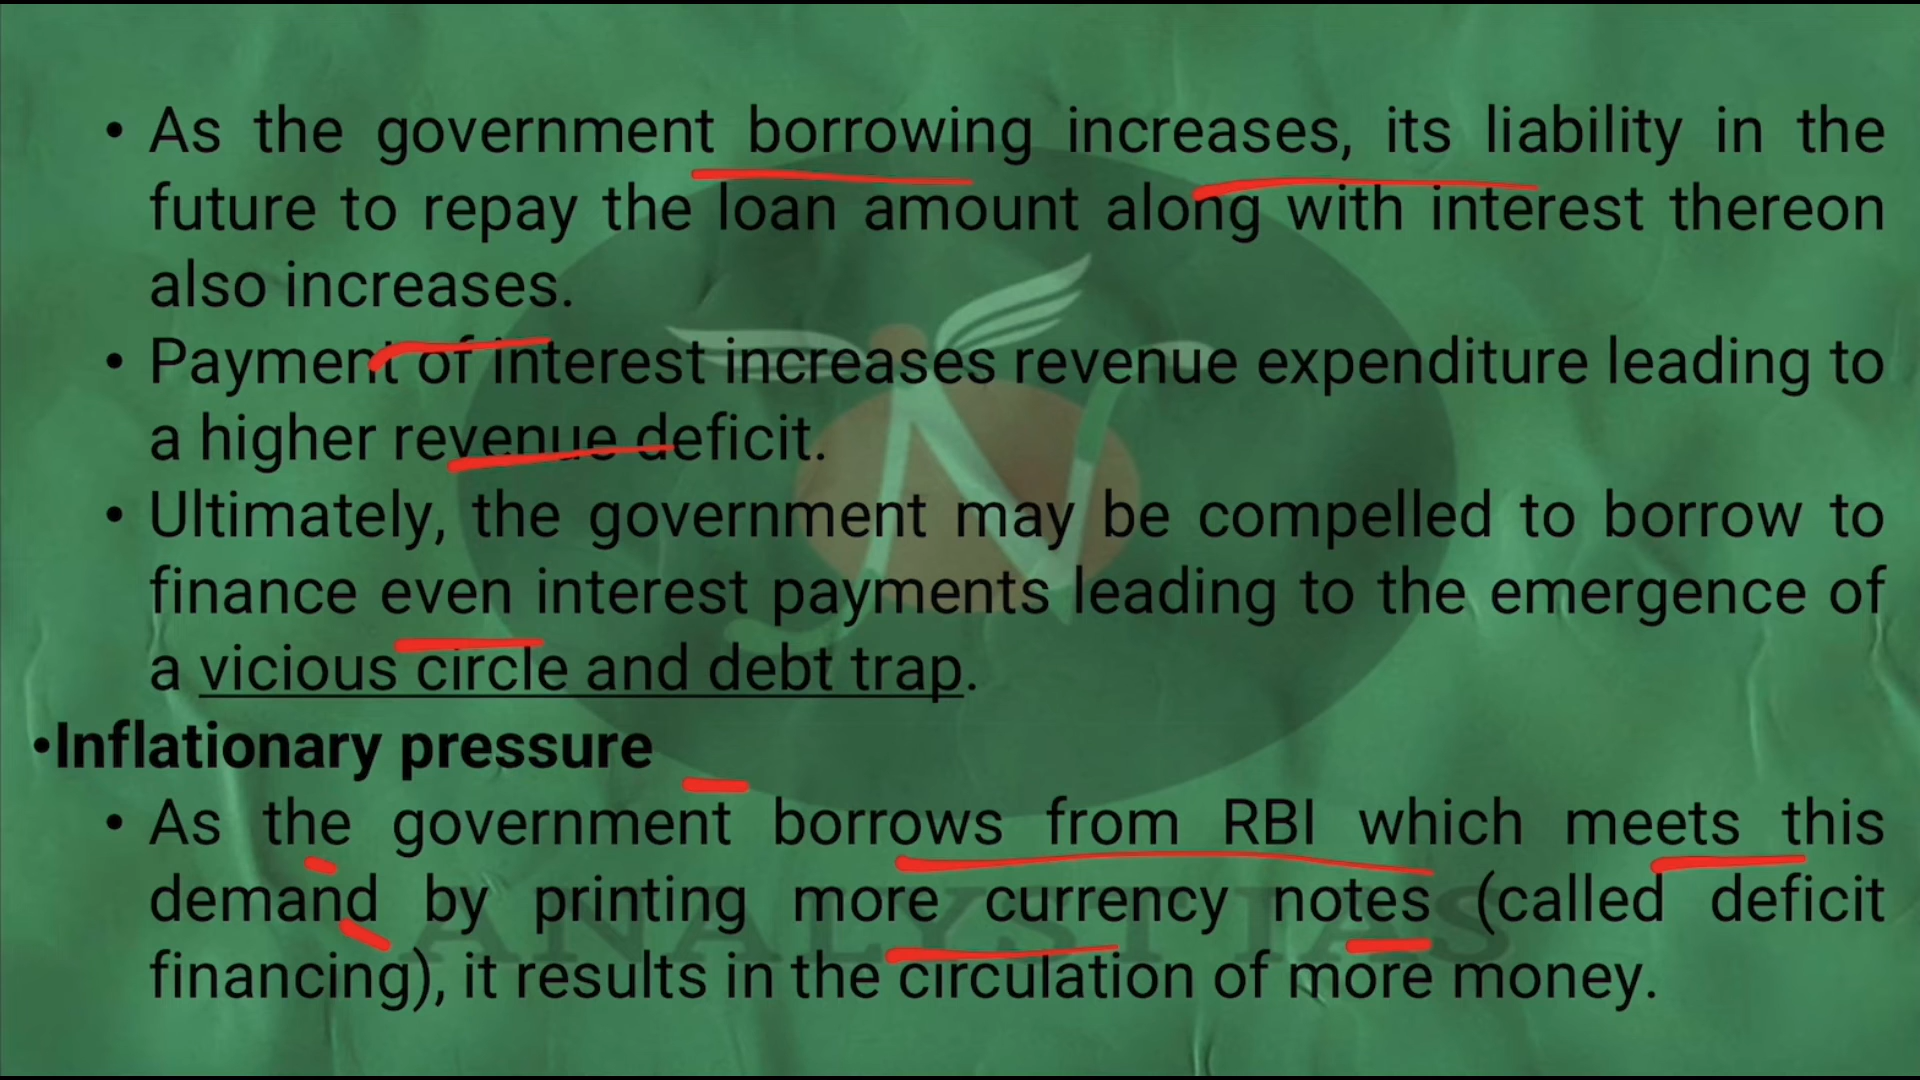 • As the government borrowing increases, its liability in the
future to repay the loan amount along with interest thereon
also increases.
• Payment of interest increases revenue expenditure leading to
a higher revenue deficit.
• Ultimately, the government may be compelled to borrow to
finance even interest payments leading to the emergence of
a vicious circle and debt trap.
•Inflationary pressure
• As the government borrows from RBI which meets this
demand by printing more currency notes (called deficit
ANALYST IAS
financing), it results in the circulation of more money.